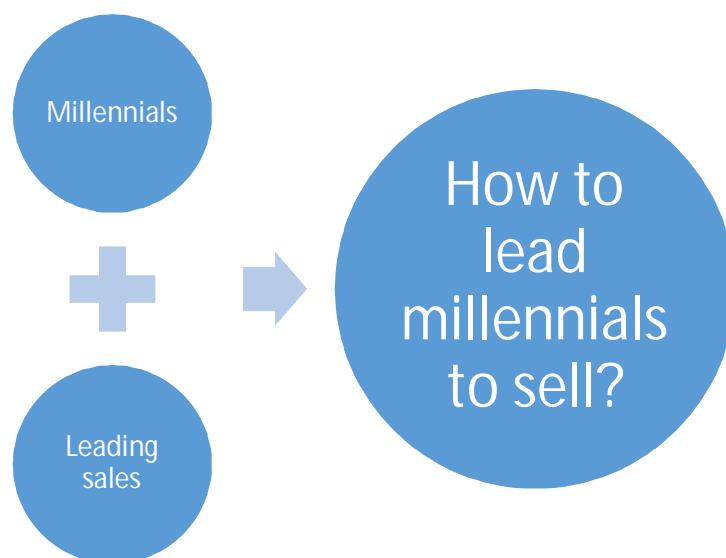 Millennials
Leading
sales
How to
lead
millennials
to sell?